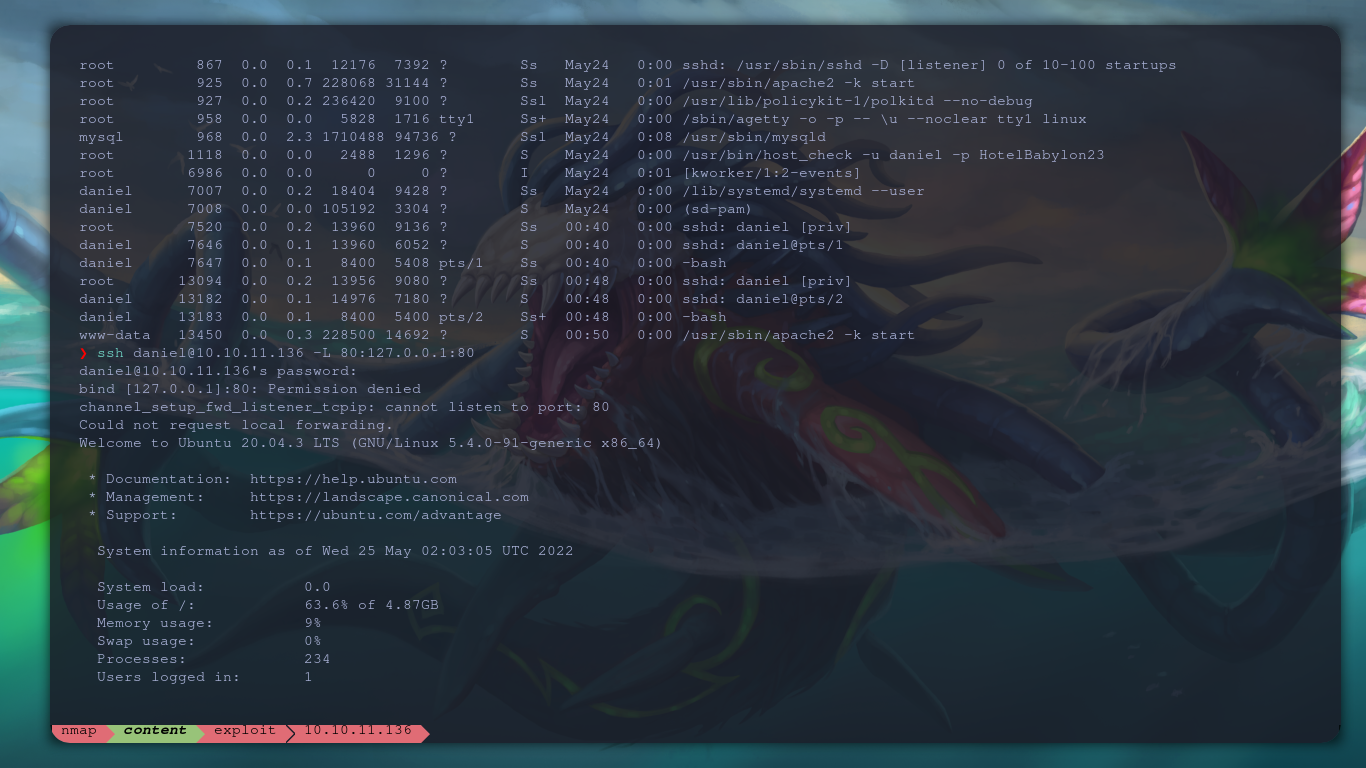 root 867 0.0 0.1 12176 7392 ? Ss May24 0:00 sshd: /usr/sbin/sshd -D [listener] 0 of 10-100 startups
root 925 0.0 0.7 228068 31144 ? Ss May24 0:01 /usr/sbin/apache2 -k start
root 927 0.0 0.2 236420 9100 ? Ssl May24 0:00 /usr/lib/policykit-1/polkitd --no-debug
root 958 0.0 0.0 5828 1716 tty1 Ss+ May24 0:00 /sbin/agetty -o -p -- \u --noclear tty1 linux
mysql 968 0.0 2.3 1710488 94736 ? Ssl May24 0:08 /usr/sbin/mysqld
root 1118 0.0 0.0 2488 1296 ? S May24 0:00 /usr/bin/host_check -u daniel -p HotelBabylon23
root 6986 0.0 0.0 0 0 ? I May24 0:01 [kworker/1:2-events]
daniel 7007 0.0 0.2 18404 9428 ? Ss May24 0:00 /lib/systemd/systemd --user
daniel 7008 0.0 0.0 105192 3304 ? S May24 0:00 (sd-pam)
root 7520 0.0 0.2 13960 9136 ? Ss 00:40 0:00 sshd: daniel [priv]
daniel 7646 0.0 0.1 13960 6052 ? S 00:40 0:00 sshd: daniel@pts/1
daniel 7647 0.0 0.1 8400 5408 pts/1 Ss 00:40 0:00 -bash
root 13094 0.0 0.2 13956 9080 ? Ss 00:48 0:00 sshd: daniel [priv]
daniel 13182 0.0 0.1 14976 7180 ? S 00:48 0:00 sshd: daniel@pts/2
daniel 13183 0.0 0.1 8400 5400 pts/2 Ss+ 00:48 0:00 -bash
www-data 13450 0.0 0.3 228500 14692 ? S 00:50 0:00 /usr/sbin/apache2 -k start
❯ ssh daniel@10.10.11.136 -L 80:127.0.0.1:80
daniel@10.10.11.136's password:
bind [127.0.0.1]:80: Permission denied
channel_setup_fwd_listener_tcpip: cannot listen to port: 80
Could not request local forwarding.
Welcome to Ubuntu 20.04.3 LTS (GNU/Linux 5.4.0-91-generic x86_64)
* Documentation: https://help.ubuntu.com
* Management: https://landscape.canonical.com
* Support: https://ubuntu.com/advantage
System information as of Wed 25 May 02:03:05 UTC 2022
System load: 0.0
Usage of /: 63.6% of 4.87GB
Memory usage: 9%
Swap usage: 0%
Processes: 234
Users logged in: 1
nmap content exploit 10.10.11.136